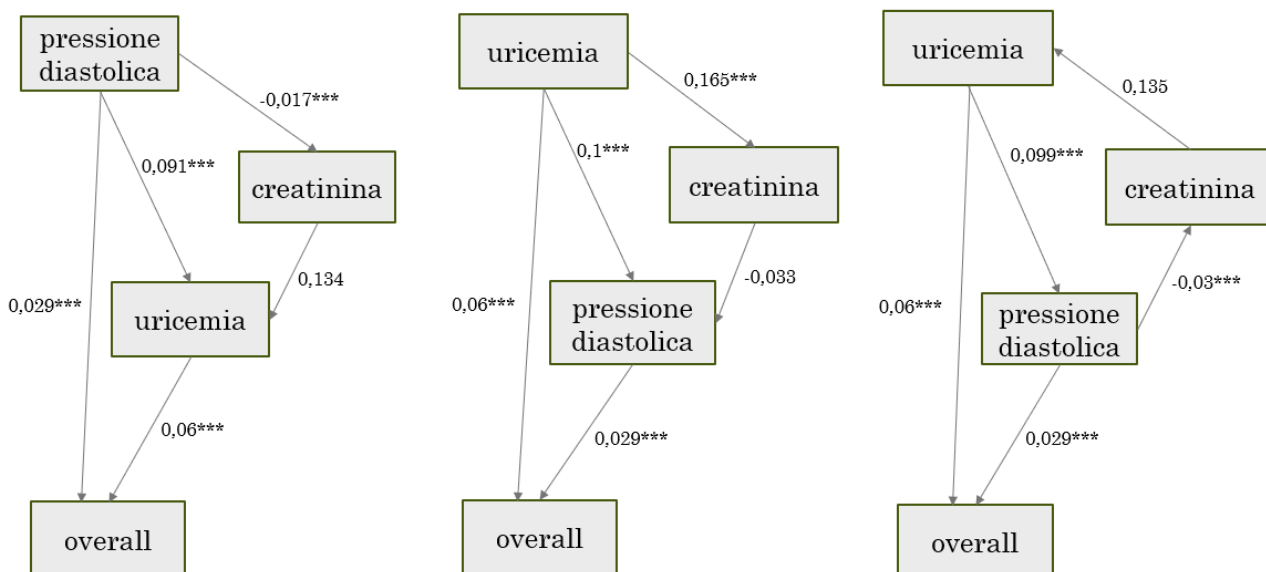 pressione
diastolica
-0,017***
0,091***
creatinina
0,134
0,029***
uricemia
0,06***
overall
uricemia
0,165***
0,1***
creatinina
-0,033
0,06***
pressione
diastolica
0,029***
overall
uricemia
0,135
0,099***
creatinina
-0,03***
0,06***
pressione
diastolica
0,029***
overall